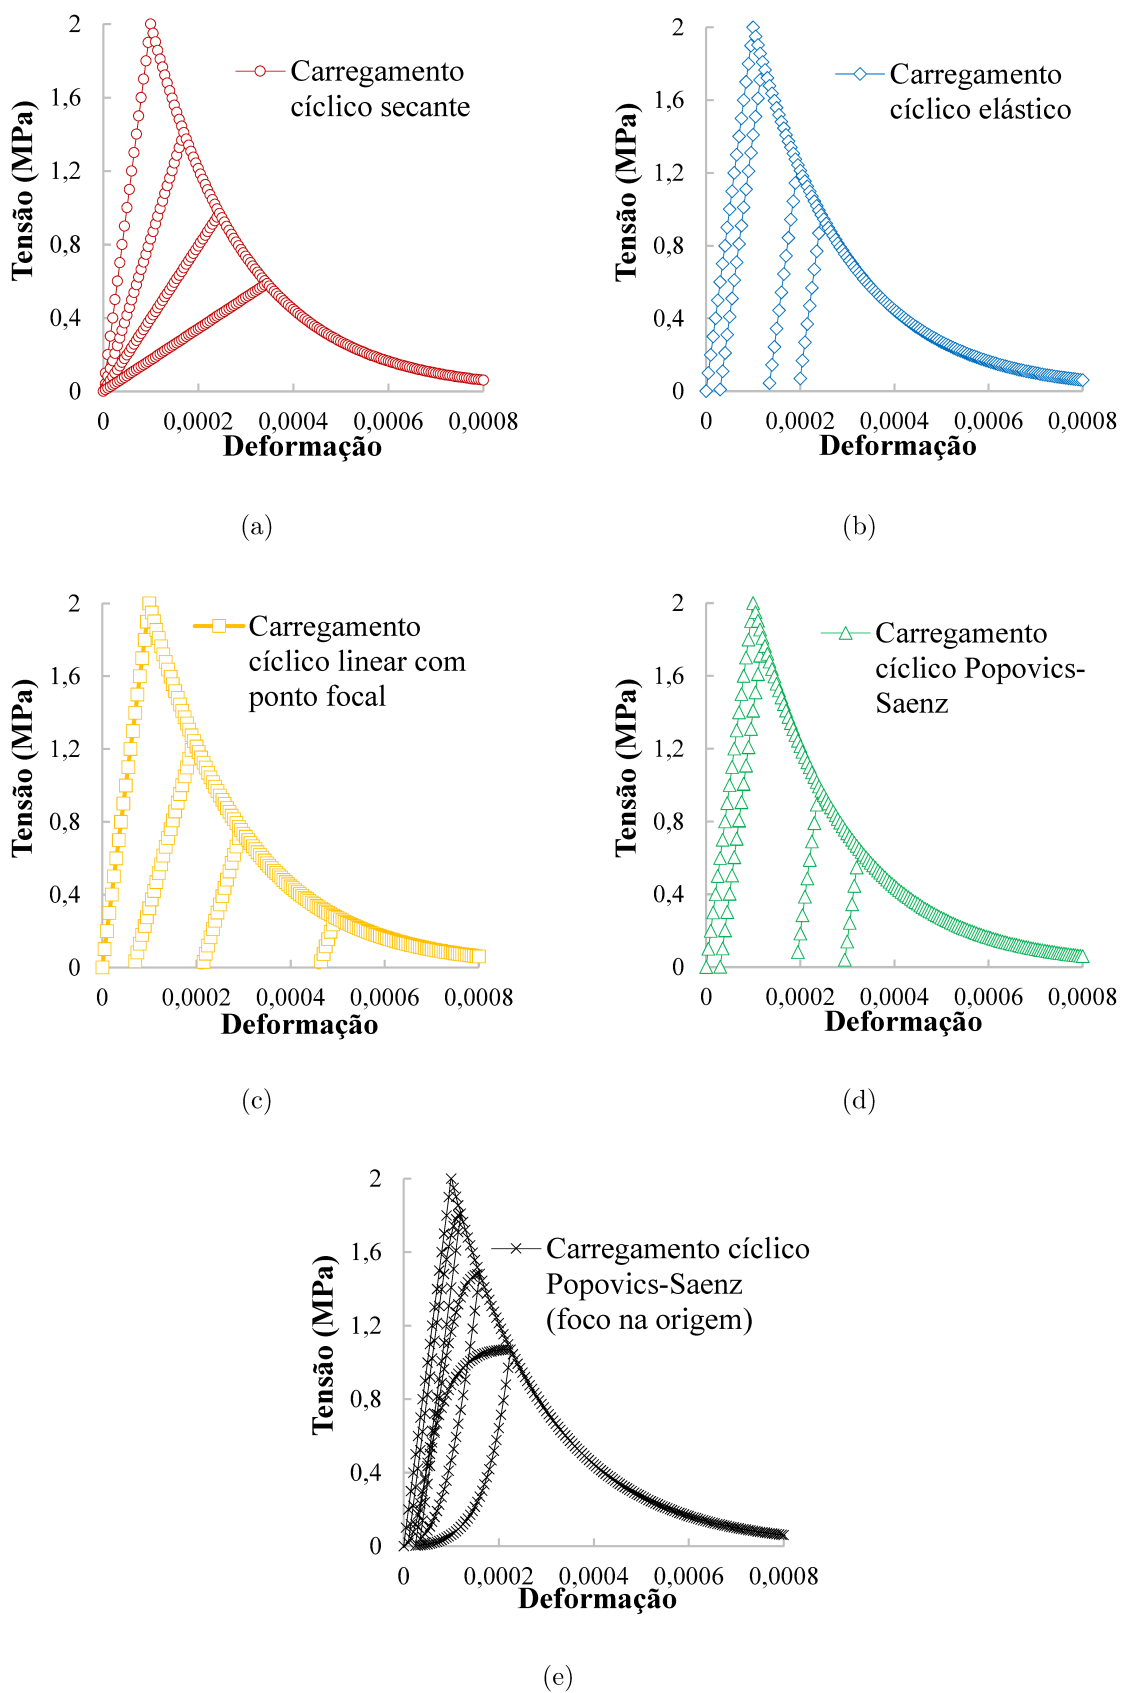 2
1,6
1,2
0,8
0,4
0
0 0,0002 0,0004 0,0006 0,0008
Tensão (MPa)
Deformação
Carregamento
cíclico secante
(a)
2
1,6
1,2
0,8
0,4
0
0 0,0002 0,0004 0,0006 0,0008
Tensão (MPa)
Deformação
Carregamento
cíclico elástico
(b)
2
1,6
1,2
0,8
0,4
0
0 0,0002 0,0004 0,0006 0,0008
Tensão (MPa)
Deformação
Carregamento
cíclico linear com
ponto focal
(c)
2
1,6
1,2
0,8
0,4
0
0 0,0002 0,0004 0,0006 0,0008
Tensão (MPa)
Deformação
Carregamento
cíclico Popovics-
Saenz
(d)
2
1,6
1,2
0,8
0,4
0
0 0,0002 0,0004 0,0006 0,0008
Tensão (MPa)
Deformação
Carregamento cíclico
Popovics-Saenz
(foco na origem)
(e)